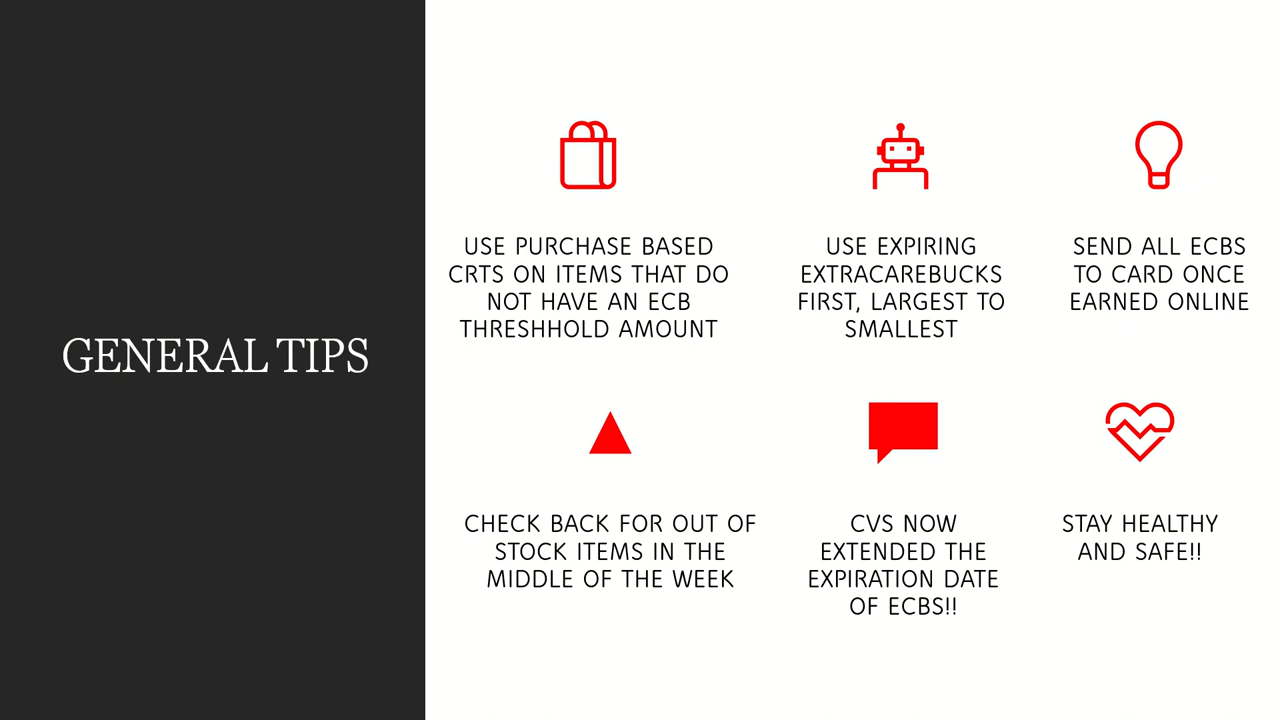 GENERAL TIPS
USE PURCHASE BASED
CRTS ON ITEMS THAT DO
NOT HAVE AN ECB
THRESHHOLD AMOUNT
USE EXPIRING
EXTRACAREBUCKS
FIRST, LARGEST TO
SMALLEST
SEND ALL ECBS
TO CARD ONCE
EARNED ONLINE
CHECK BACK FOR OUT OF
STOCK ITEMS IN THE
MIDDLE OF THE WEEK
CVS NOW
EXTENDED THE
EXPIRATION DATE
OF ECBS!!
STAY HEALTHY
AND SAFE!!